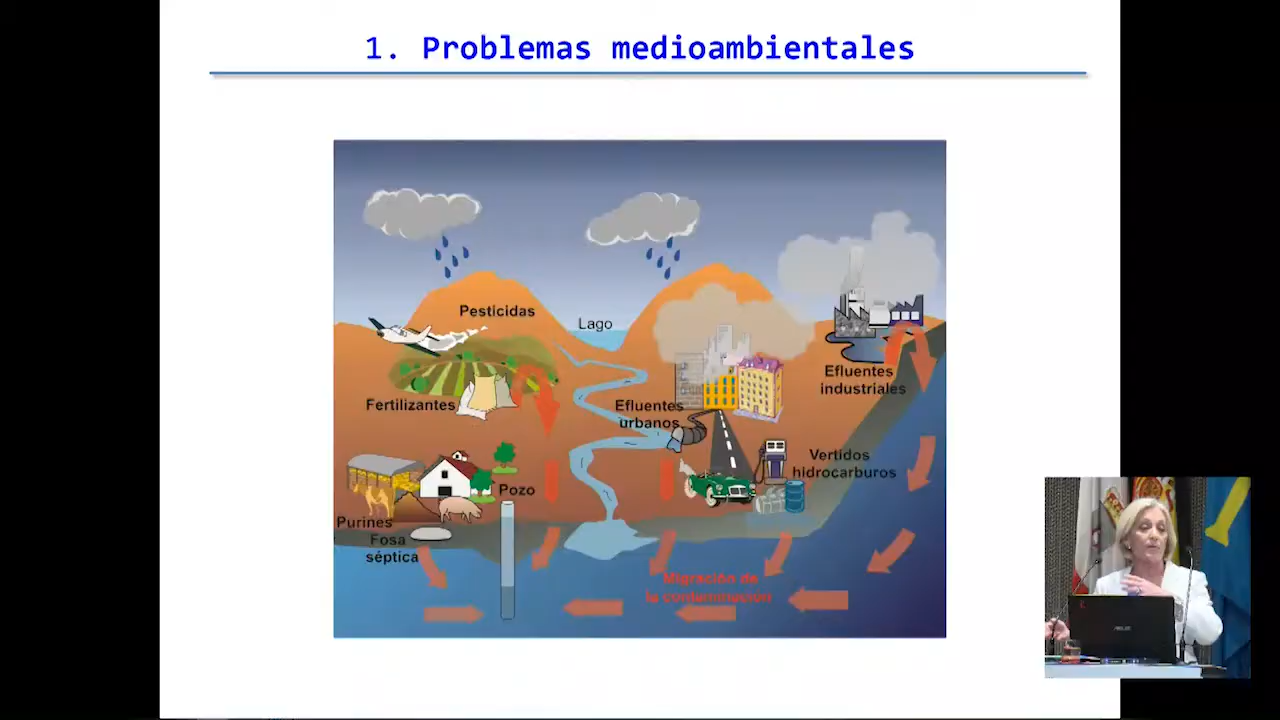 1. Problemas medioambientales
Pesticidas
Lago
Fertilizantes
Efluentes
urbanos
Efluentes
industriales
Vertidos
hidrocarburos
Pozo
Purines
Fosa
séptica
Migración de
la contaminación
ASUS